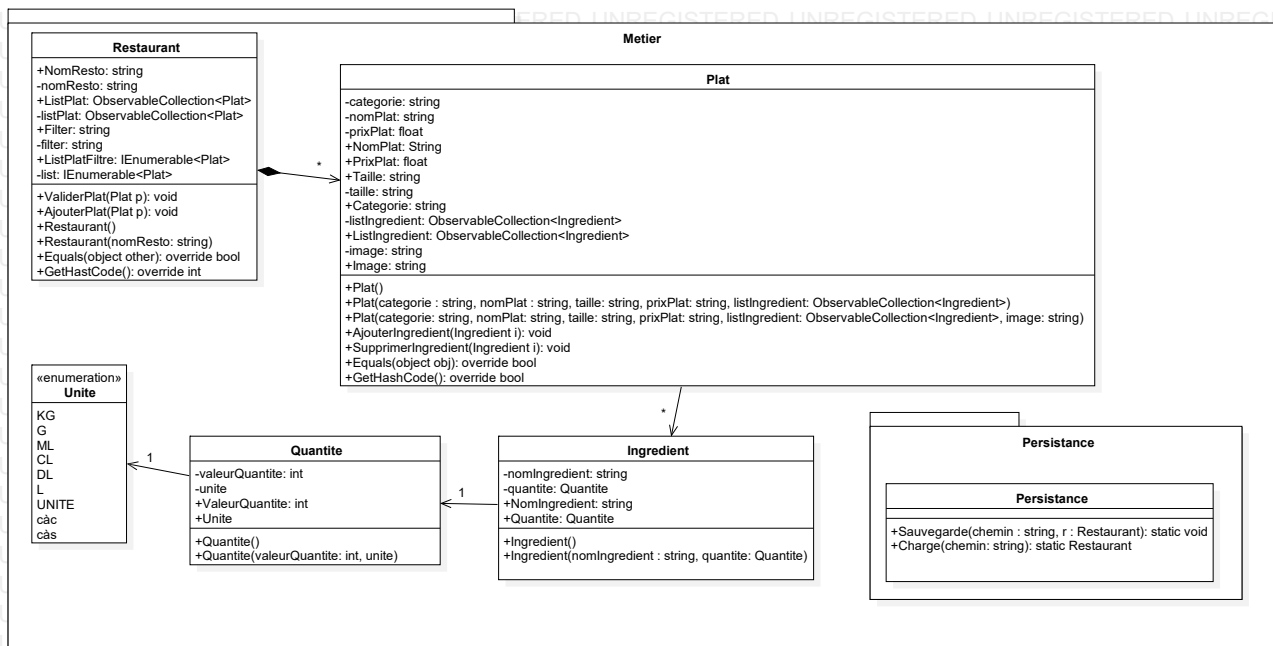 ERED UNREGISTERED UNREGISTERED UNREGISTERED UNREGI
Metier
Restaurant
+NomResto: string
-nomResto: string
+ListPlat: ObservableCollection<Plat>
-listPlat: ObservableCollection<Plat>
+Filter: string
-filter: string
+ListPlatFiltre: IEnumerable<Plat>
-list: IEnumerable<Plat>
+ValiderPlat(Plat p): void
+AjouterPlat(Plat p): void
+Restaurant()
+Restaurant(nomResto: string)
+Equals(object other): override bool
+GetHastCode(): override int
*
Plat
-categorie: string
-nomPlat: string
-prixPlat: float
+NomPlat: String
+PrixPlat: float
+Taille: string
-taille: string
+Categorie: string
-listIngredient: ObservableCollection<Ingredient>
+ListIngredient: ObservableCollection<Ingredient>
-image: string
+Image: string
+Plat()
+Plat(categorie : string, nomPlat : string, taille: string, prixPlat: string, listIngredient: ObservableCollection<Ingredient>)
+Plat(categorie: string, nomPlat: string, taille: string, prixPlat: string, listIngredient: ObservableCollection<Ingredient>, image: string)
+AjouterIngredient(Ingredient i): void
+SupprimerIngredient(Ingredient i): void
+Equals(object obj): override bool
+GetHashCode(): override bool
*
«enumeration»
Unite
KG
G
ML
CL
DL
L
UNITE
càc
càs
1
Quantite
-valeurQuantite: int
-unite
+ValeurQuantite: int
+Unite
+Quantite()
+Quantite(valeurQuantite: int, unite)
1
Ingredient
-nomIngredient: string
-quantite: Quantite
+NomIngredient: string
+Quantite: Quantite
+Ingredient()
+Ingredient(nomIngredient : string, quantite: Quantite)
Persistance
Persistance
+Sauvegarde(chemin : string, r : Restaurant): static void
+Charge(chemin: string): static Restaurant